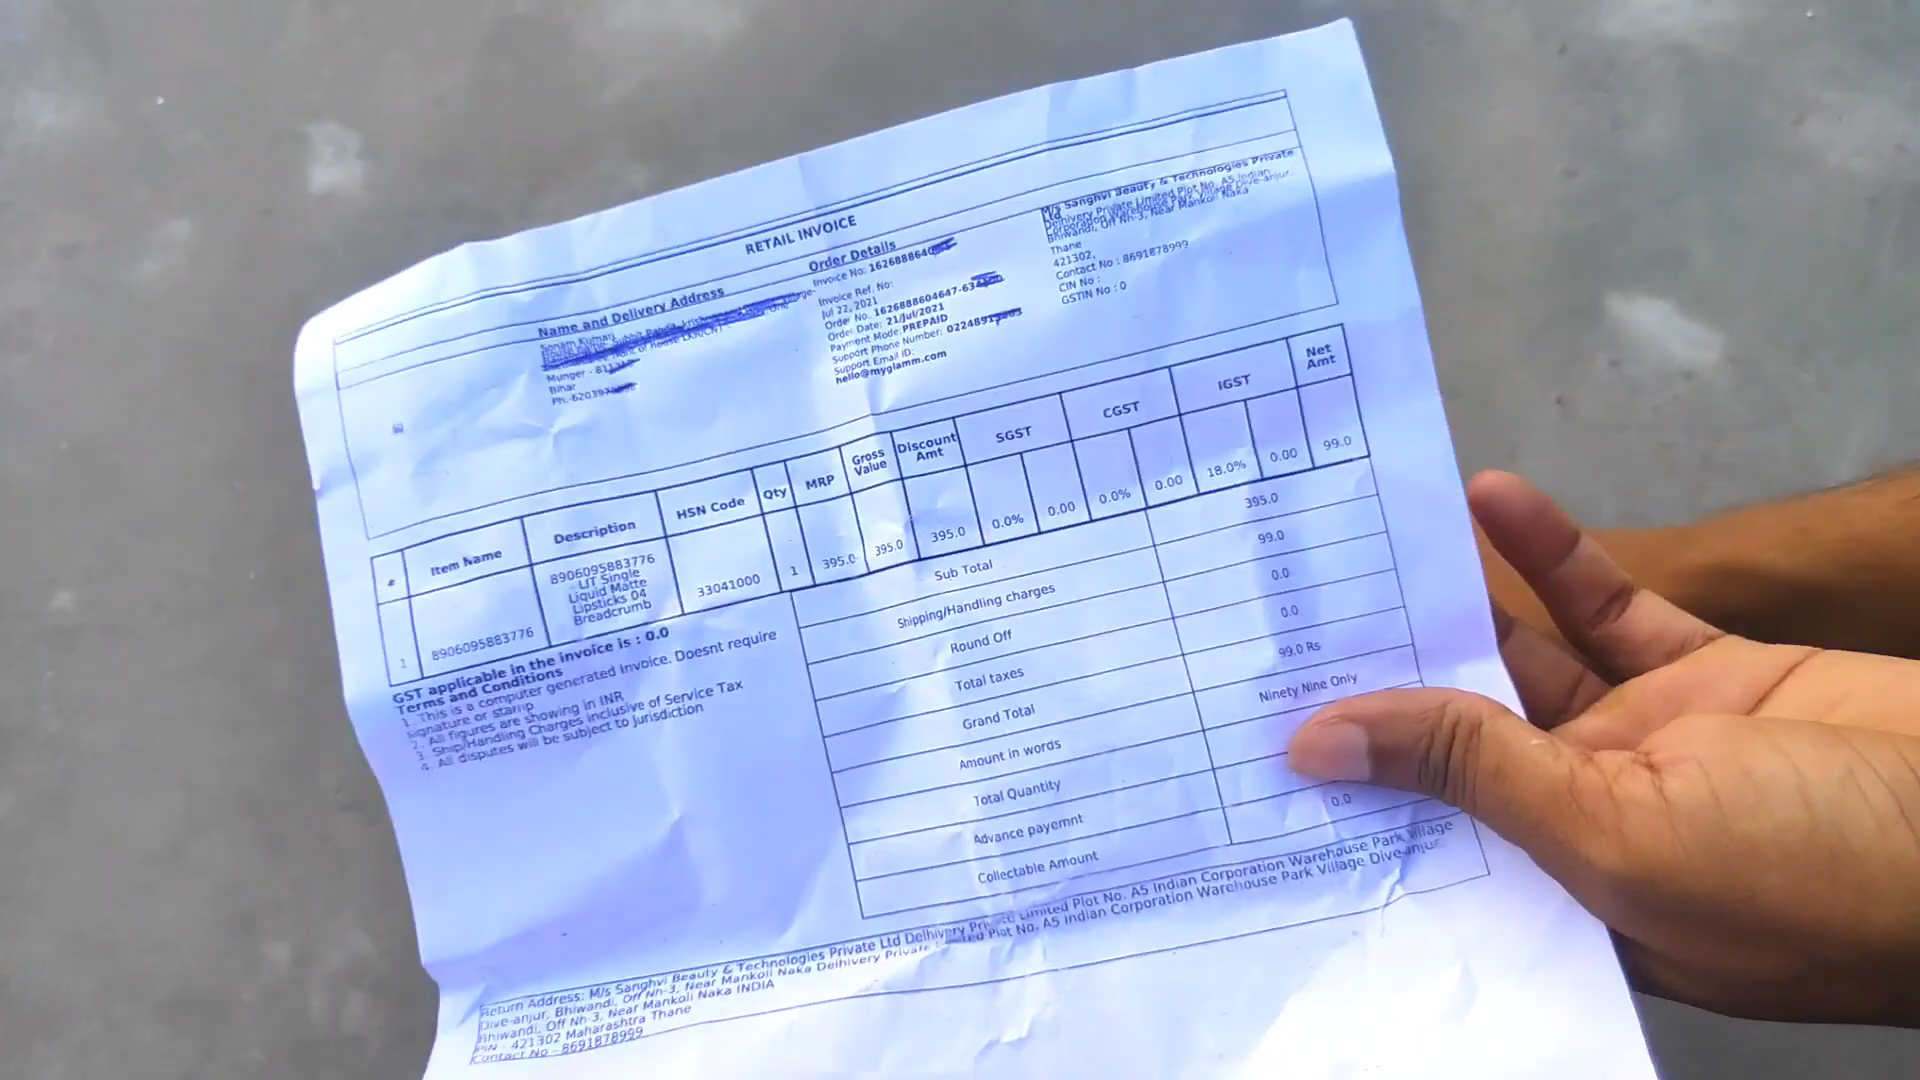 RETAIL INVOICE
Name and Delivery Address
Sonam Kumari
Munger - 811
Bihar
Ph.-62039
Order Details
Invoice No: 162688864
Invoice Ref. No:
Jul 22, 2021
Order No. 1626888604647-63
Order Date: 21/Jul/2021
Payment Mode:PREPAID
Support Phone Number: 0224891
Support Email ID:
hello@myglamm.com
M/s Sanghvi Beauty & Technologies Private
Ltd
Delhivery Private Limited Plot No. A5 Indian
Corporation Warehouse Park Village Dive-anjur,
Bhiwandi, Off Nh-3, Near Mankoli Naka
Thane
421302,
Contact No : 8691878999
CIN No :
GSTIN No : 0
# Item Name Description HSN Code Qty MRP Gross Value Discount Amt SGST CGST IGST Net Amt
1 8906095883776 8906095883776 33041000 1 395.0 395.0 395.0 0.0% 0.00 0.0% 0.00 18.0% 0.00 99.0
- LIT Single
Liquid Matte
Lipsticks 04
Breadcrumb
Sub Total 395.0
Shipping/Handling charges 99.0
Round Off 0.0
Total taxes 0.0
Grand Total 99.0 Rs
Amount in words Ninety Nine Only
Total Quantity
Advance payemnt
Collectable Amount 0.0
GST applicable in the invoice is : 0.0
Terms and Conditions
1. This is a computer generated Invoice. Doesnt require
signature or stamp
2. All figures are showing in INR
3. Ship/Handling Charges Inclusive of Service Tax
4. All disputes will be subject to Jurisdiction
Return Address: M/s Sanghvi Beauty & Technologies Private Ltd Delhivery Private Limited Plot No. A5 Indian Corporation Warehouse Park Village
Dive-anjur, Bhiwandi, Off Nh-3, Near Mankoli Naka Delhivery Private Limited Plot No. A5 Indian Corporation Warehouse Park Village Dive-anjur,
Bhiwandi, Off Nh-3, Near Mankoli Naka INDIA
PIN - 421302 Maharashtra Thane
Contact No - 8691878999